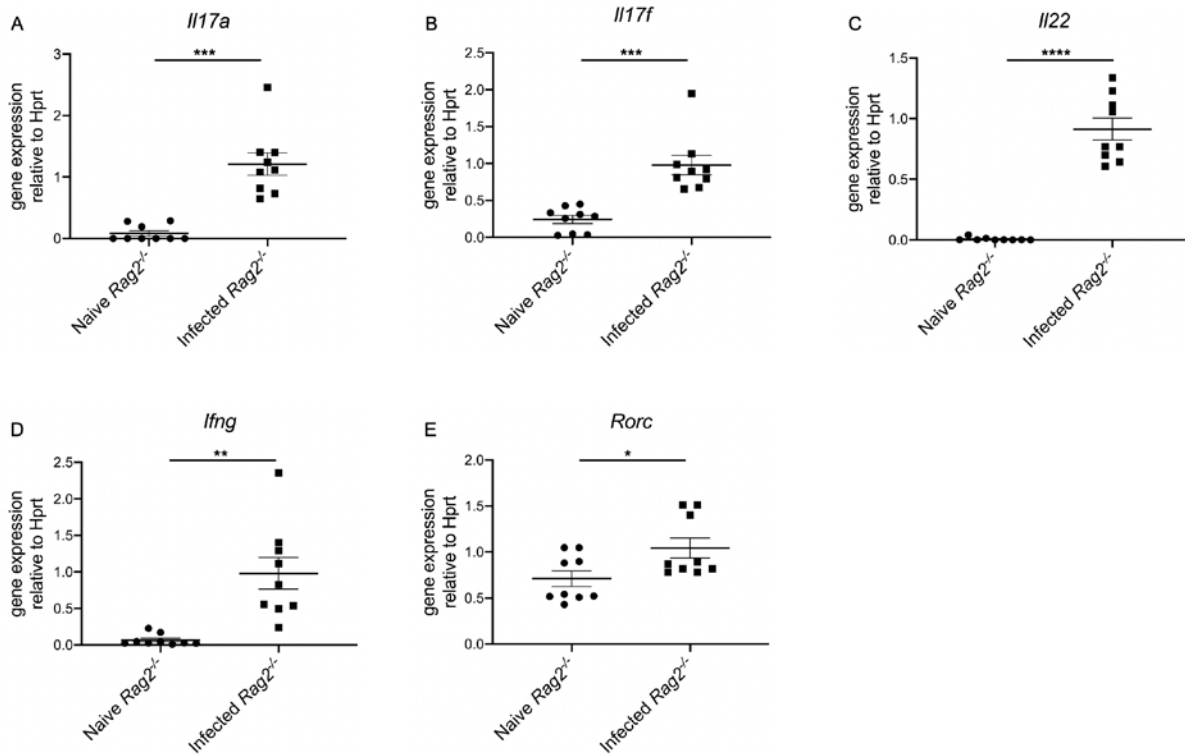 A
Il17a
***
gene expression
relative to Hprt
3
2
1
0
Naive Rag2-/-
Infected Rag2-/-
B
Il17f
***
gene expression
relative to Hprt
2.5
2.0
1.5
1.0
0.5
0.0
Naive Rag2-/-
Infected Rag2-/-
C
Il22
****
gene expression
relative to Hprt
1.5
1.0
0.5
0.0
Naive Rag2-/-
Infected Rag2-/-
D
Ifng
**
gene expression
relative to Hprt
2.5
2.0
1.5
1.0
0.5
0.0
Naive Rag2-/-
Infected Rag2-/-
E
Rorc
*
gene expression
relative to Hprt
2.0
1.5
1.0
0.5
0.0
Naive Rag2-/-
Infected Rag2-/-